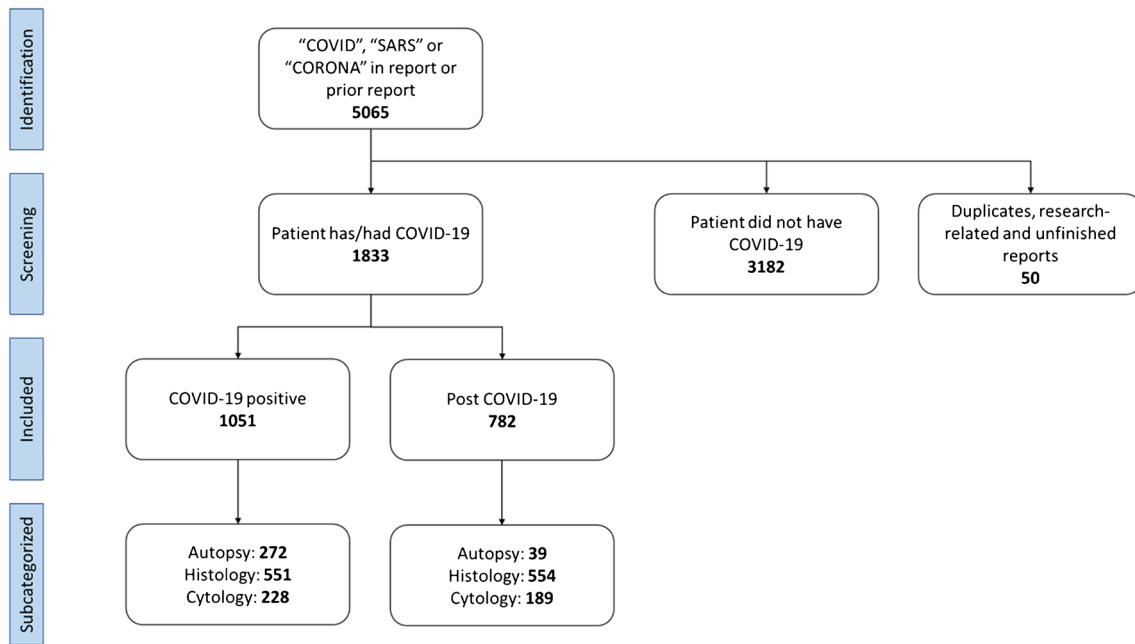 Identification
“COVID”, “SARS” or
“CORONA” in report or
prior report
5065
Screening
Patient has/had COVID-19
1833
Patient did not have
COVID-19
3182
Duplicates, research-
related and unfinished
reports
50
Included
COVID-19 positive
1051
Post COVID-19
782
Subcategorized
Autopsy: 272
Histology: 551
Cytology: 228
Autopsy: 39
Histology: 554
Cytology: 189